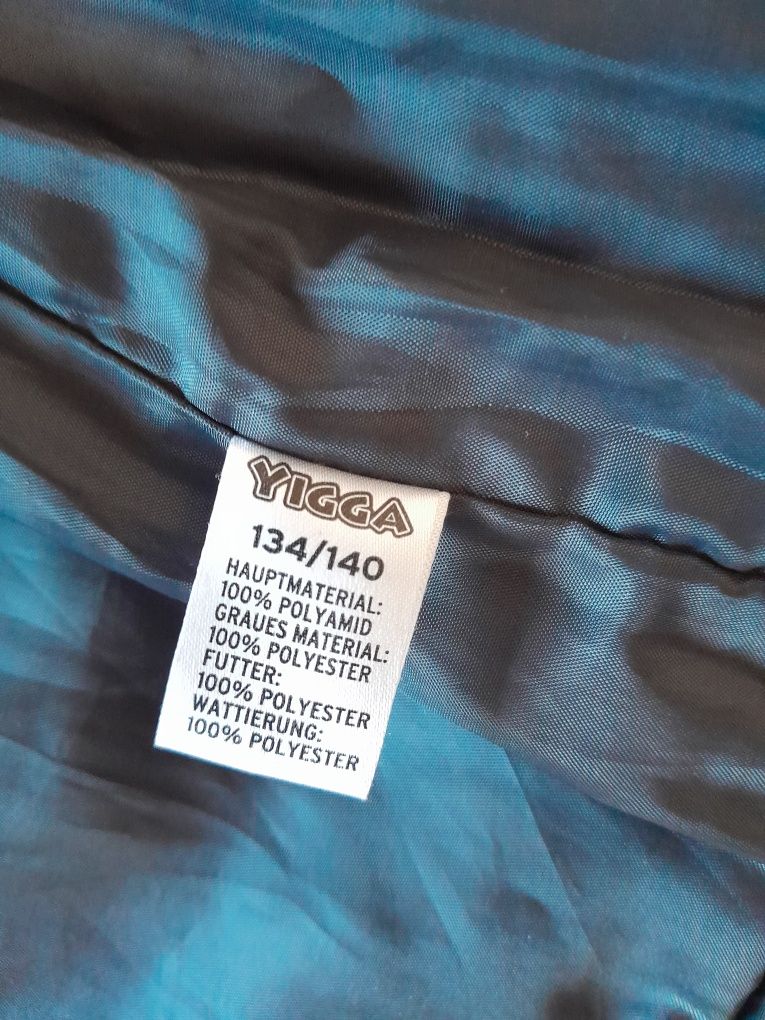 YIGGA
134/140
HAUPTMATERIAL:
100% POLYAMID
GRAUES MATERIAL:
100% POLYESTER
FUTTER:
100% POLYESTER
WATTIERUNG:
100% POLYESTER